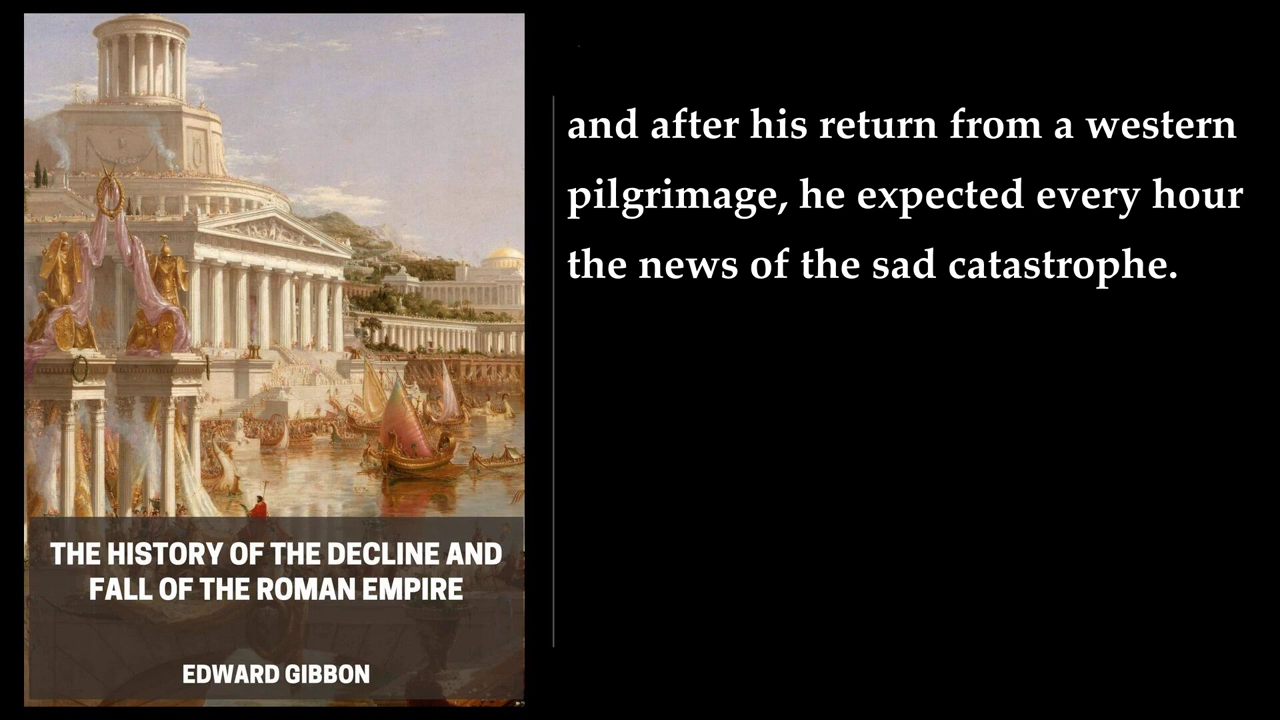 and after his return from a western
pilgrimage, he expected every hour
the news of the sad catastrophe.
THE HISTORY OF THE DECLINE AND
FALL OF THE ROMAN EMPIRE
EDWARD GIBBON